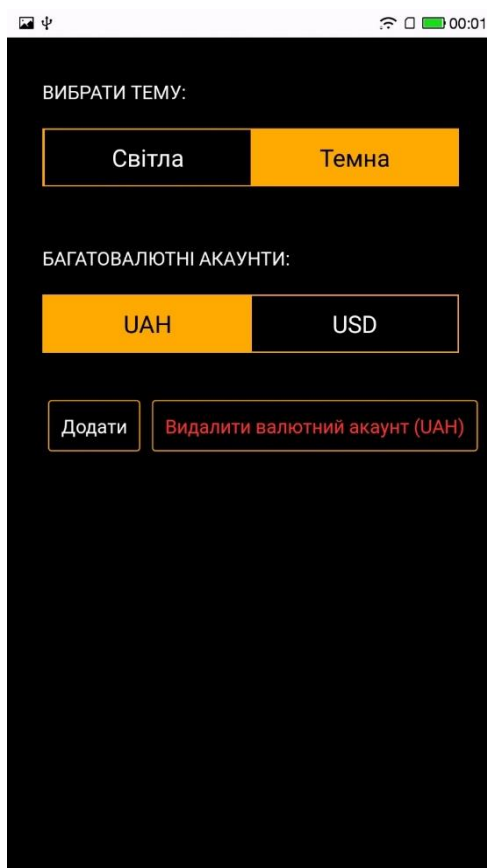 00:01
ВИБРАТИ ТЕМУ:
Світла Темна
БАГАТОВАЛЮТНІ АКАУНТИ:
UAH USD
Додати Видалити валютний акаунт (UAH)